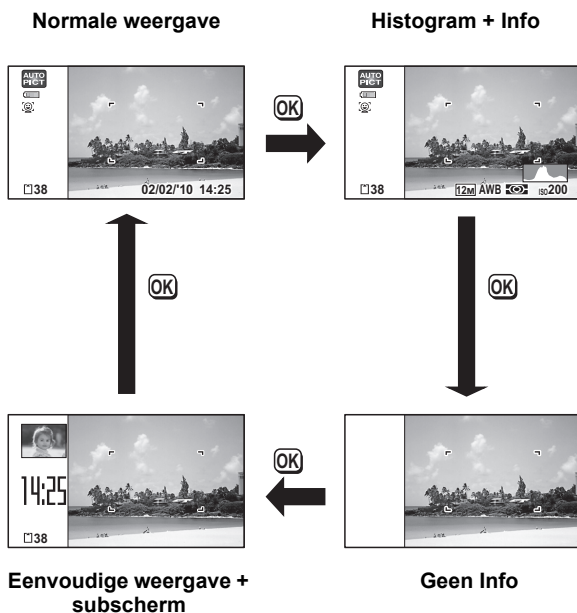 Normale weergave
Histogram + Info
AUTO
PICT
38
02/02/'10 14:25
OK
AUTO
PICT
38
12M AWB ISO200
OK
OK
14:25
38
OK
Eenvoudige weergave +
subscherm
Geen Info